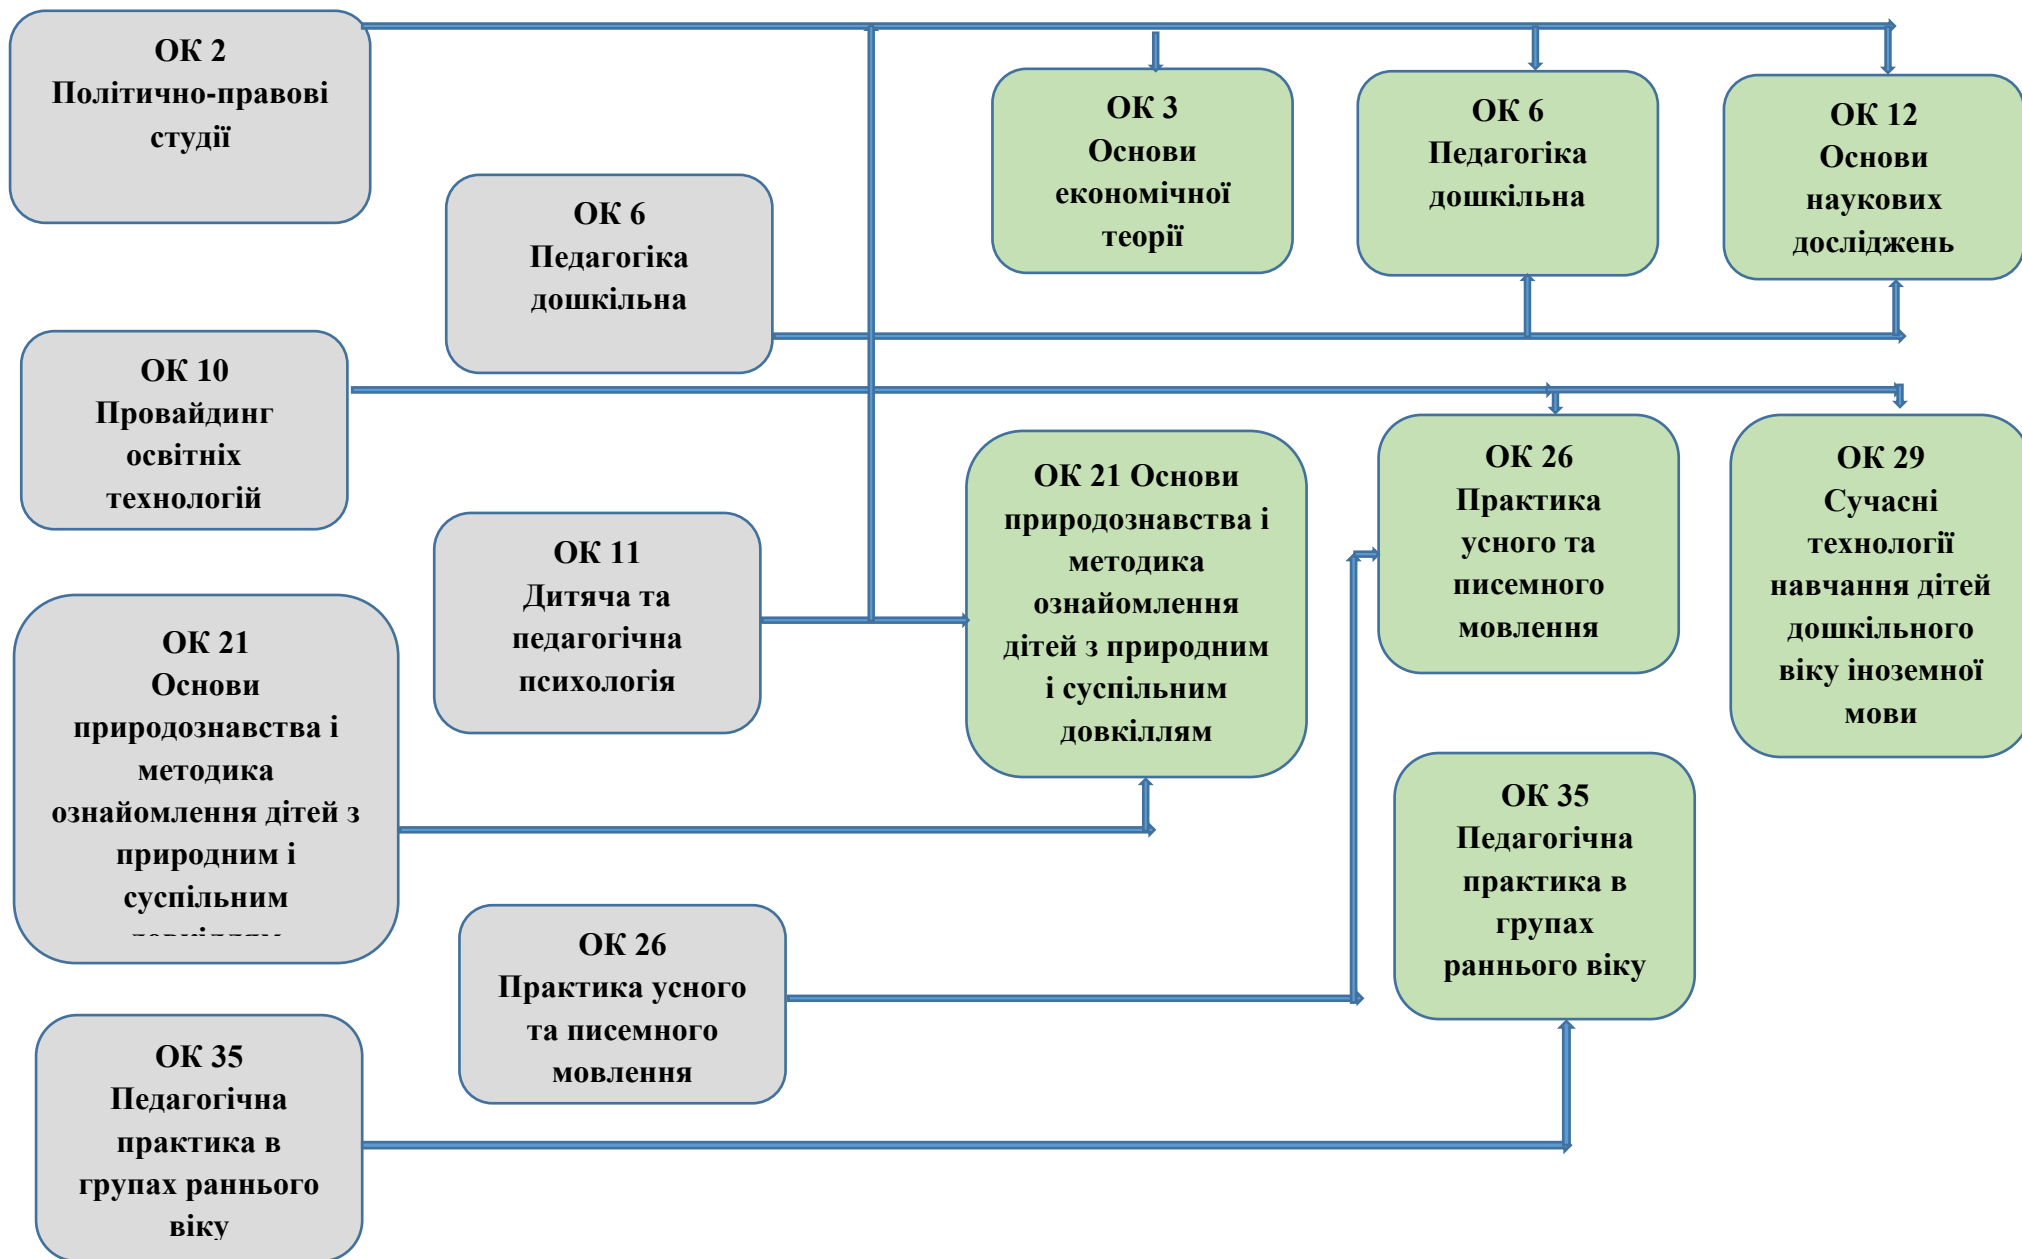 ОК 2
Політично-правові
студії
ОК 3
Основи
економічної
теорії
ОК 6
Педагогіка
дошкільна
ОК 12
Основи
наукових
досліджень
ОК 6
Педагогіка
дошкільна
ОК 10
Провайдинг
освітніх
технологій
ОК 11
Дитяча та
педагогічна
психологія
ОК 21 Основи
природознавства і
методика
ознайомлення
дітей з природним
і суспільним
довкіллям
ОК 26
Практика
усного та
писемного
мовлення
ОК 29
Сучасні
технології
навчання дітей
дошкільного
віку іноземної
мови
ОК 21
Основи
природознавства і
методика
ознайомлення дітей з
природним і
суспільним
довкіллям
ОК 35
Педагогічна
практика в
групах
раннього віку
ОК 26
Практика усного
та писемного
мовлення
ОК 35
Педагогічна
практика в
групах раннього
віку